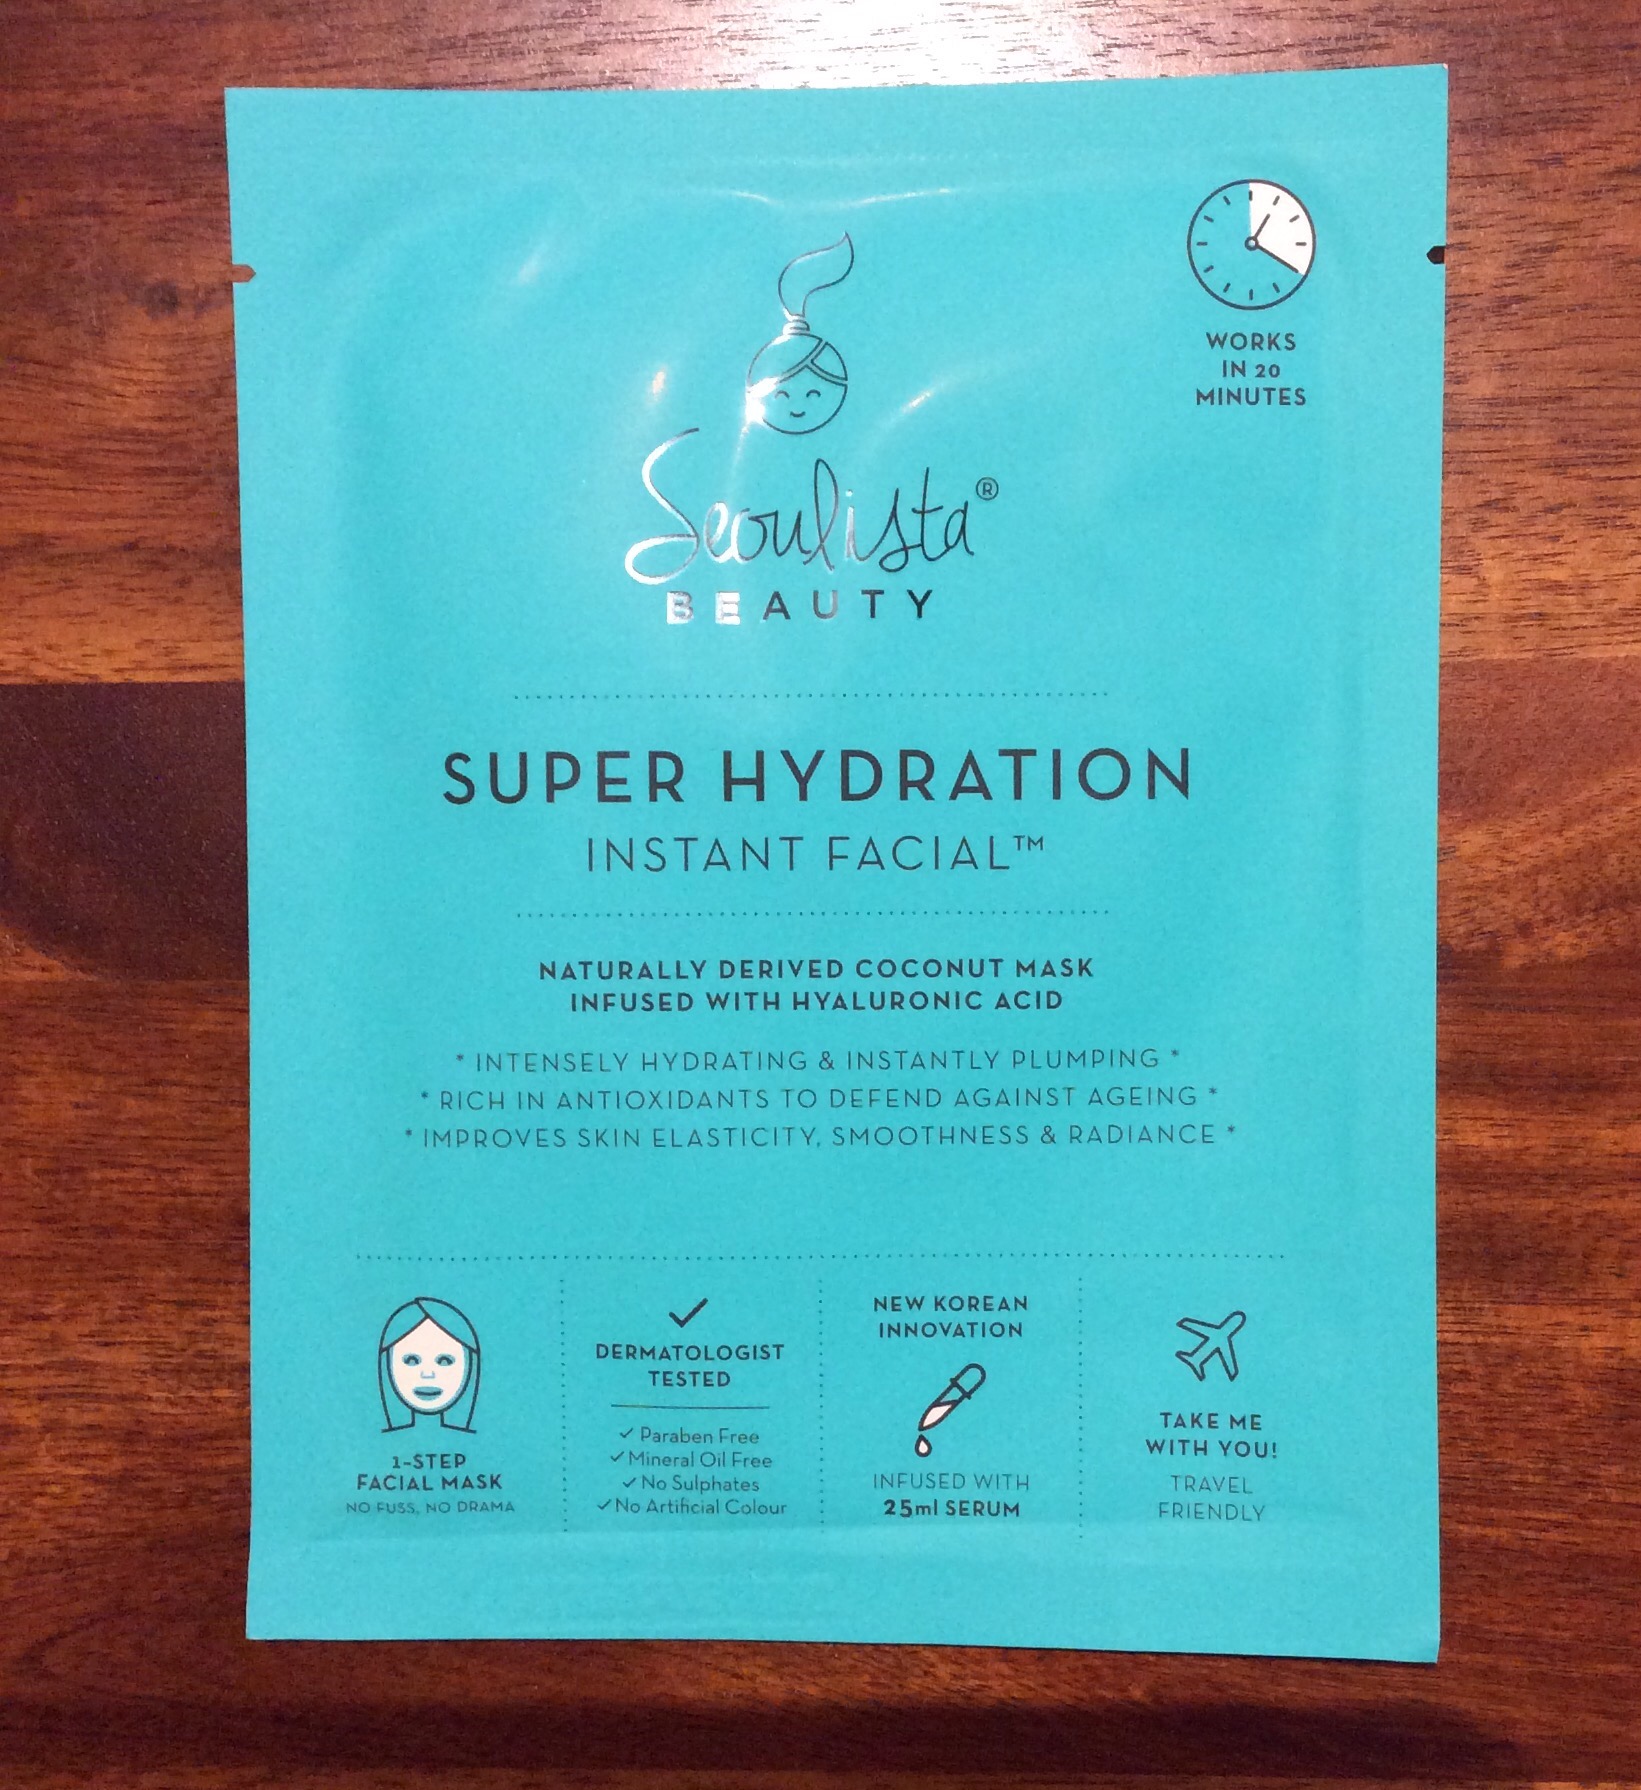 WORKS
IN 20
MINUTES
Seoulista®
BEAUTY
SUPER HYDRATION
INSTANT FACIAL™
NATURALLY DERIVED COCONUT MASK
INFUSED WITH HYALURONIC ACID
* INTENSELY HYDRATING & INSTANTLY PLUMPING *
* RICH IN ANTIOXIDANTS TO DEFEND AGAINST AGEING *
* IMPROVES SKIN ELASTICITY, SMOOTHNESS & RADIANCE *
1-STEP
FACIAL MASK
NO FUSS, NO DRAMA
DERMATOLOGIST
TESTED
✓ Paraben Free
✓ Mineral Oil Free
✓ No Sulphates
✓ No Artificial Colour
NEW KOREAN
INNOVATION
INFUSED WITH
25ml SERUM
TAKE ME
WITH YOU!
TRAVEL
FRIENDLY